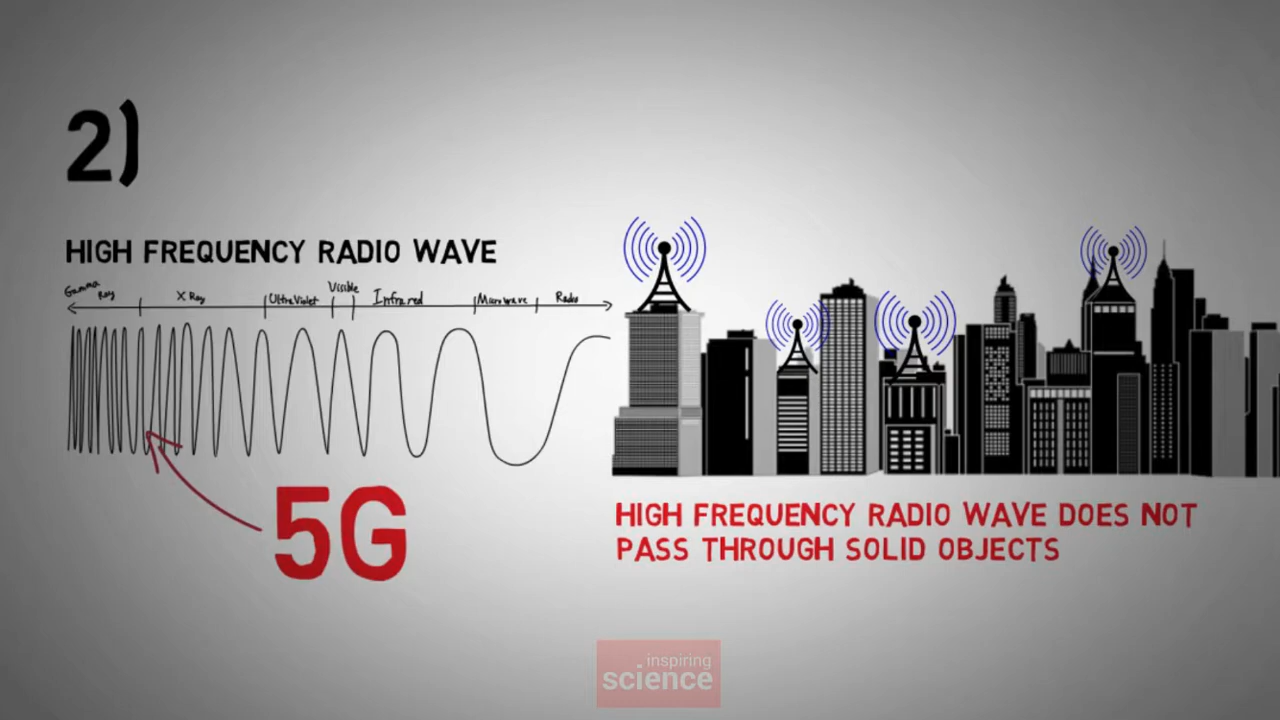 2)
HIGH FREQUENCY RADIO WAVE
Gamma Ray X Ray UltraViolet Visible Infrared Microwave Radio
5G
HIGH FREQUENCY RADIO WAVE DOES NOT
PASS THROUGH SOLID OBJECTS
inspiring
science